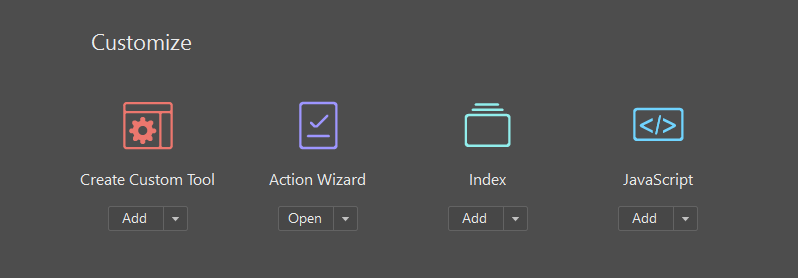 Customize
Create Custom Tool
Action Wizard
Index
</>
JavaScript
Add
Open
Add
Add